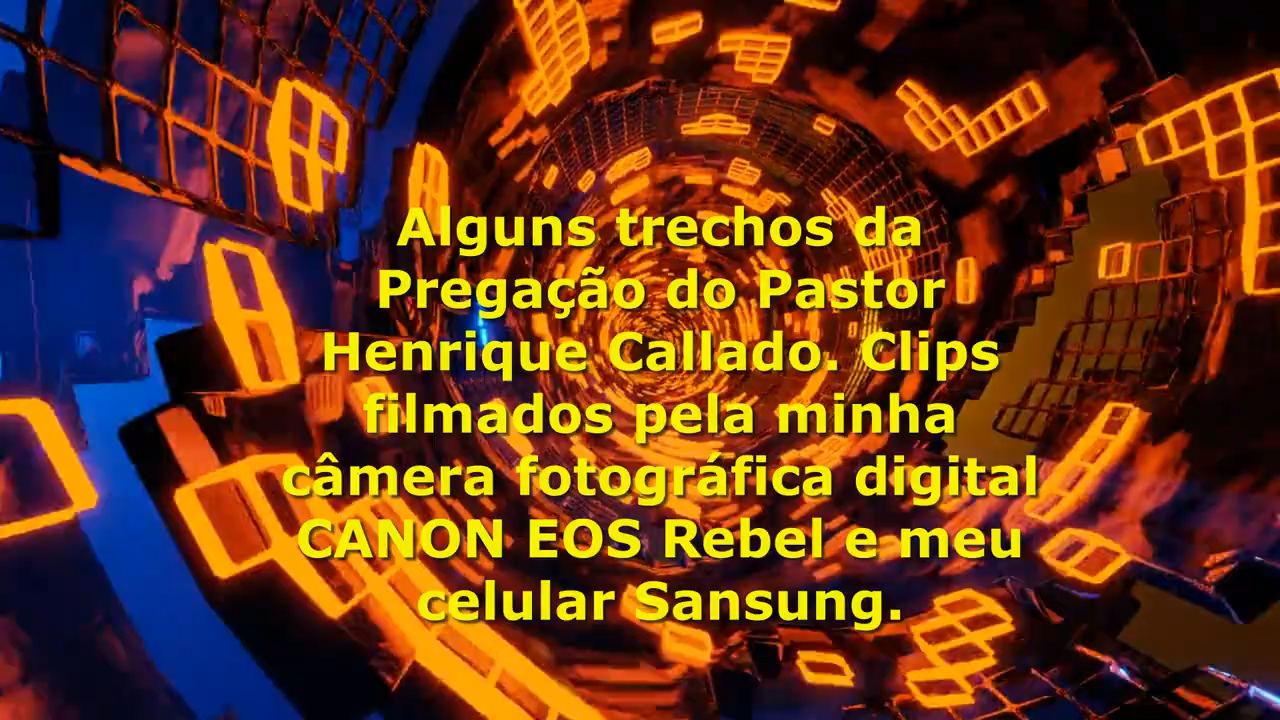 Alguns trechos da
Pregação do Pastor
Henrique Callado. Clips
filmados pela minha
câmera fotográfica digital
CANON EOS Rebel e meu
celular Sansung.